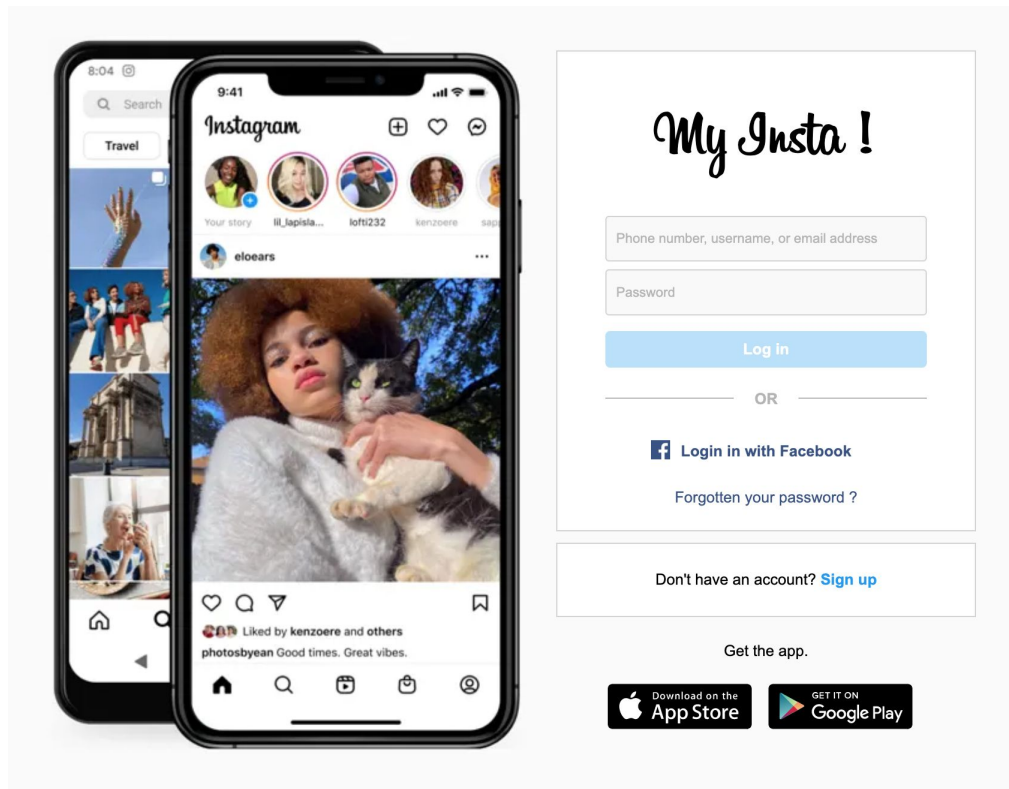 8:04
Search
Travel
9:41
Instagram
Your story
lil_lapisla...
lofti232
kenzoere
eloears
Liked by kenzoere and others
photosbyean Good times. Great vibes.
My Insta !
Phone number, username, or email address
Password
Log in
OR
Login in with Facebook
Forgotten your password ?
Don't have an account? Sign up
Get the app.
Download on the
App Store
GET IT ON
Google Play